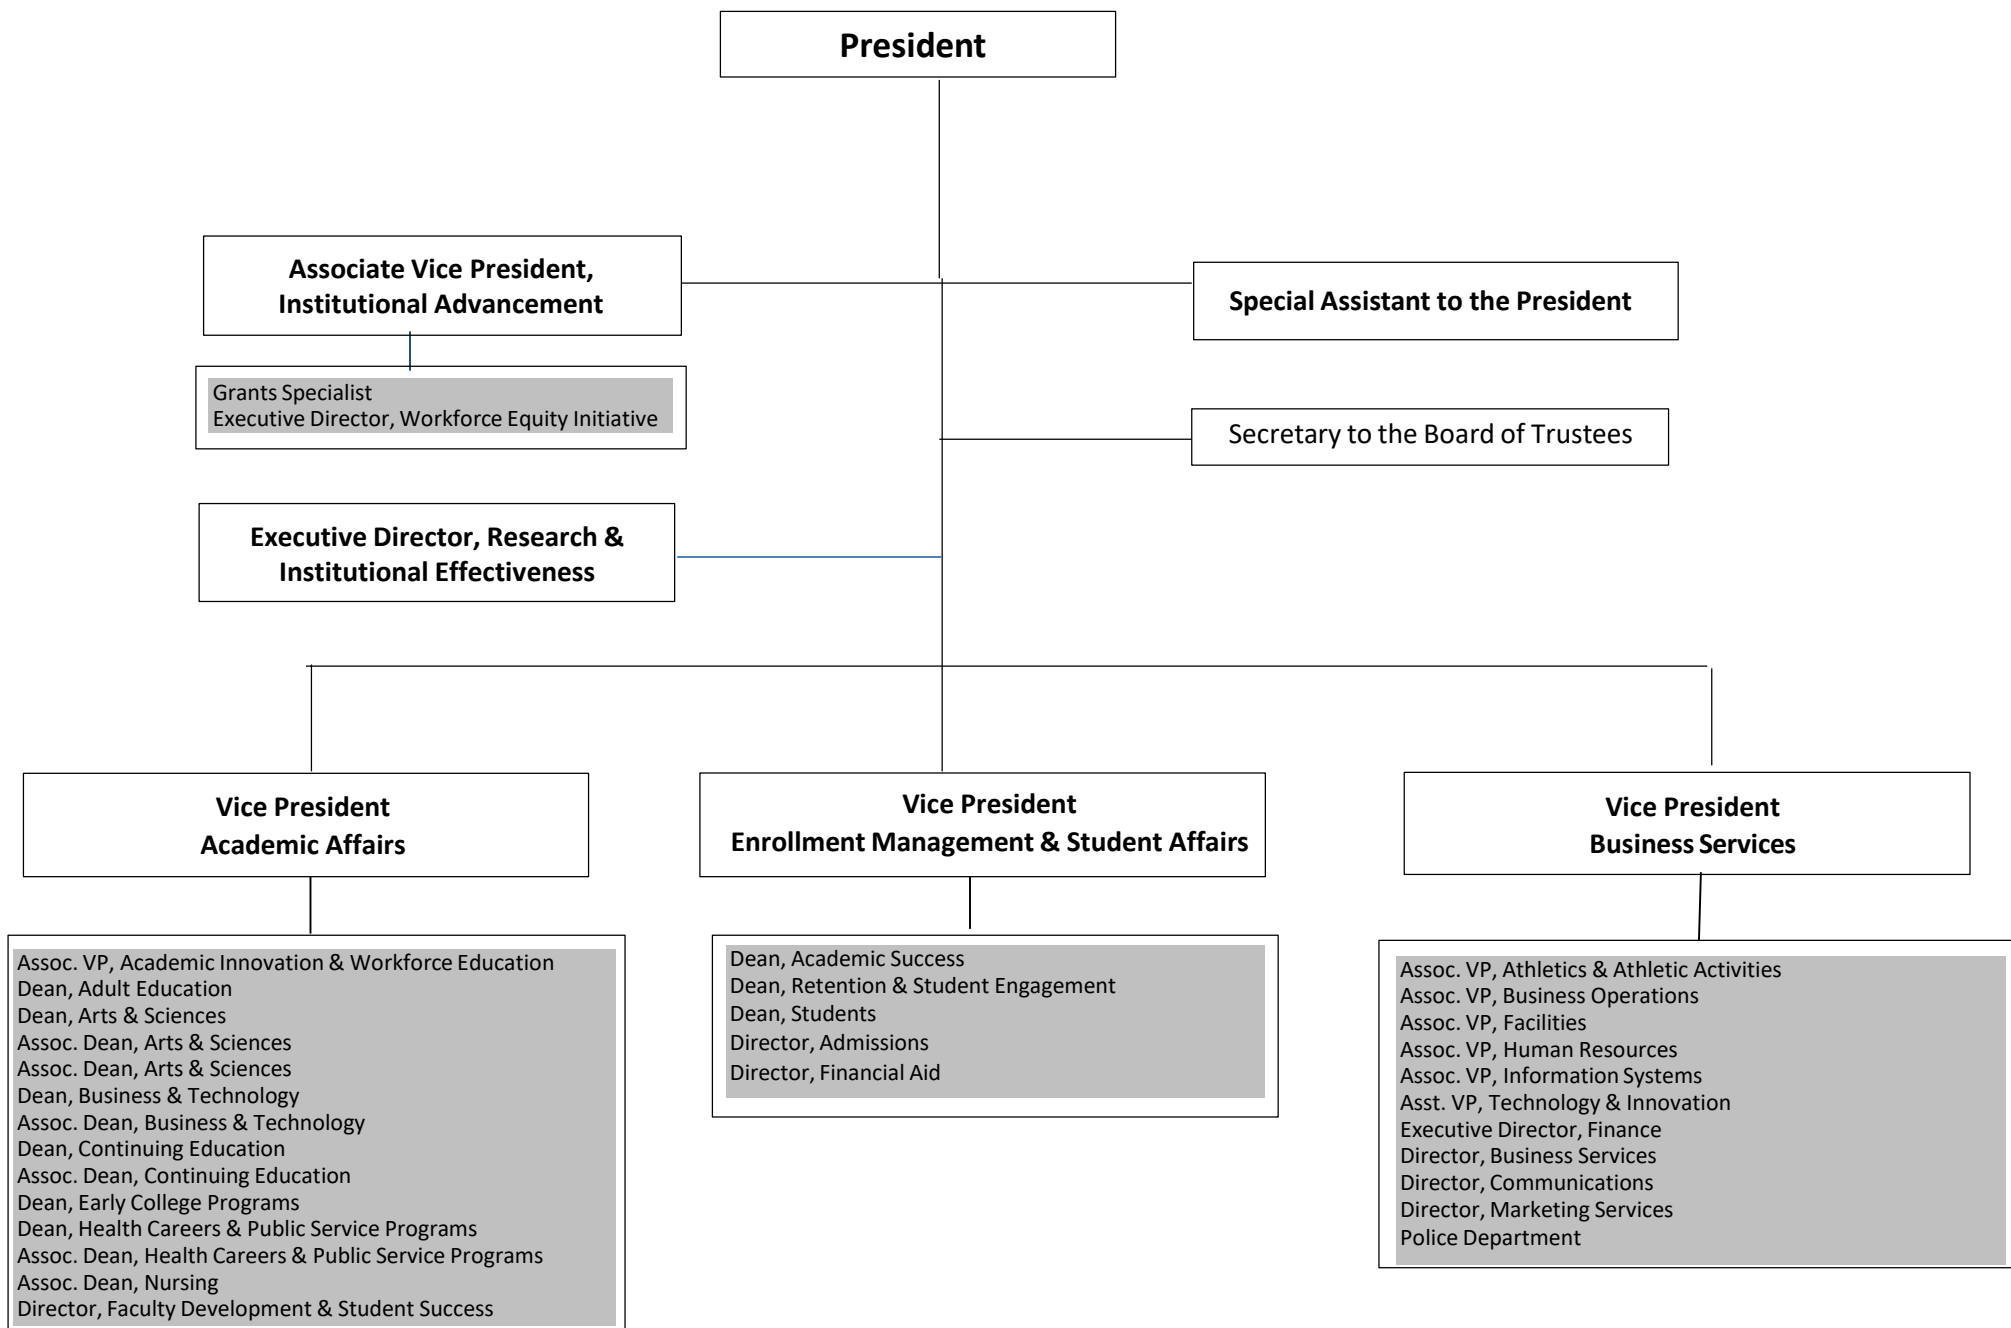 President
Associate Vice President,
Institutional Advancement
Special Assistant to the President
Grants Specialist
Executive Director, Workforce Equity Initiative
Secretary to the Board of Trustees
Executive Director, Research &
Institutional Effectiveness
Vice President
Academic Affairs
Vice President
Enrollment Management & Student Affairs
Vice President
Business Services
Assoc. VP, Academic Innovation & Workforce Education
Dean, Adult Education
Dean, Arts & Sciences
Assoc. Dean, Arts & Sciences
Assoc. Dean, Arts & Sciences
Dean, Business & Technology
Assoc. Dean, Business & Technology
Dean, Continuing Education
Assoc. Dean, Continuing Education
Dean, Early College Programs
Dean, Health Careers & Public Service Programs
Assoc. Dean, Health Careers & Public Service Programs
Assoc. Dean, Nursing
Director, Faculty Development & Student Success
Dean, Academic Success
Dean, Retention & Student Engagement
Dean, Students
Director, Admissions
Director, Financial Aid
Assoc. VP, Athletics & Athletic Activities
Assoc. VP, Business Operations
Assoc. VP, Facilities
Assoc. VP, Human Resources
Assoc. VP, Information Systems
Asst. VP, Technology & Innovation
Executive Director, Finance
Director, Business Services
Director, Communications
Director, Marketing Services
Police Department